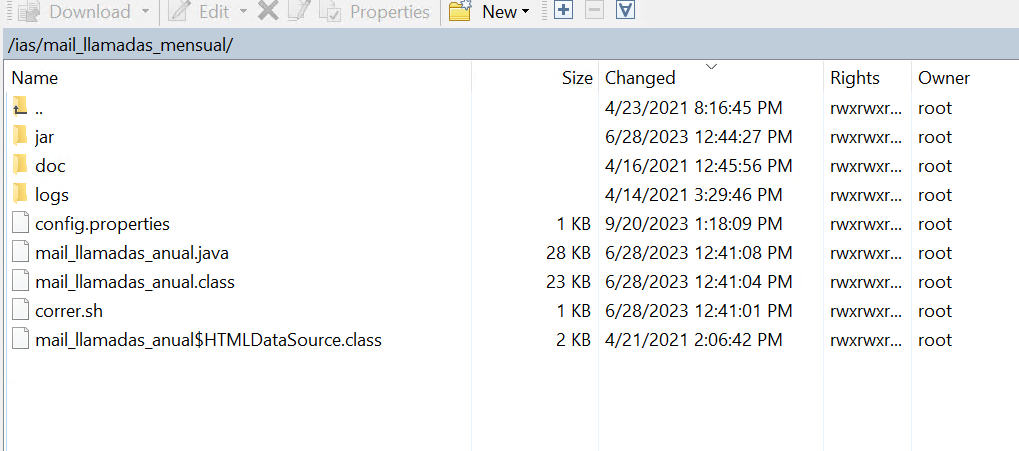 Download Edit Properties New
/ias/mail_llamadas_mensual/
Name Size Changed Rights Owner
.. 4/23/2021 8:16:45 PM rwxrwxr... root
jar 6/28/2023 12:44:27 PM rwxrwxr... root
doc 4/16/2021 12:45:56 PM rwxrwxr... root
logs 4/14/2021 3:29:46 PM rwxrwxr... root
config.properties 1 KB 9/20/2023 1:18:09 PM rwxrwxr... root
mail_llamadas_anual.java 28 KB 6/28/2023 12:41:08 PM rwxrwxr... root
mail_llamadas_anual.class 23 KB 6/28/2023 12:41:04 PM rwxrwxr... root
correr.sh 1 KB 6/28/2023 12:41:01 PM rwxrwxr... root
mail_llamadas_anual$HTMLDataSource.class 2 KB 4/21/2021 2:06:42 PM rwxrwxr... root